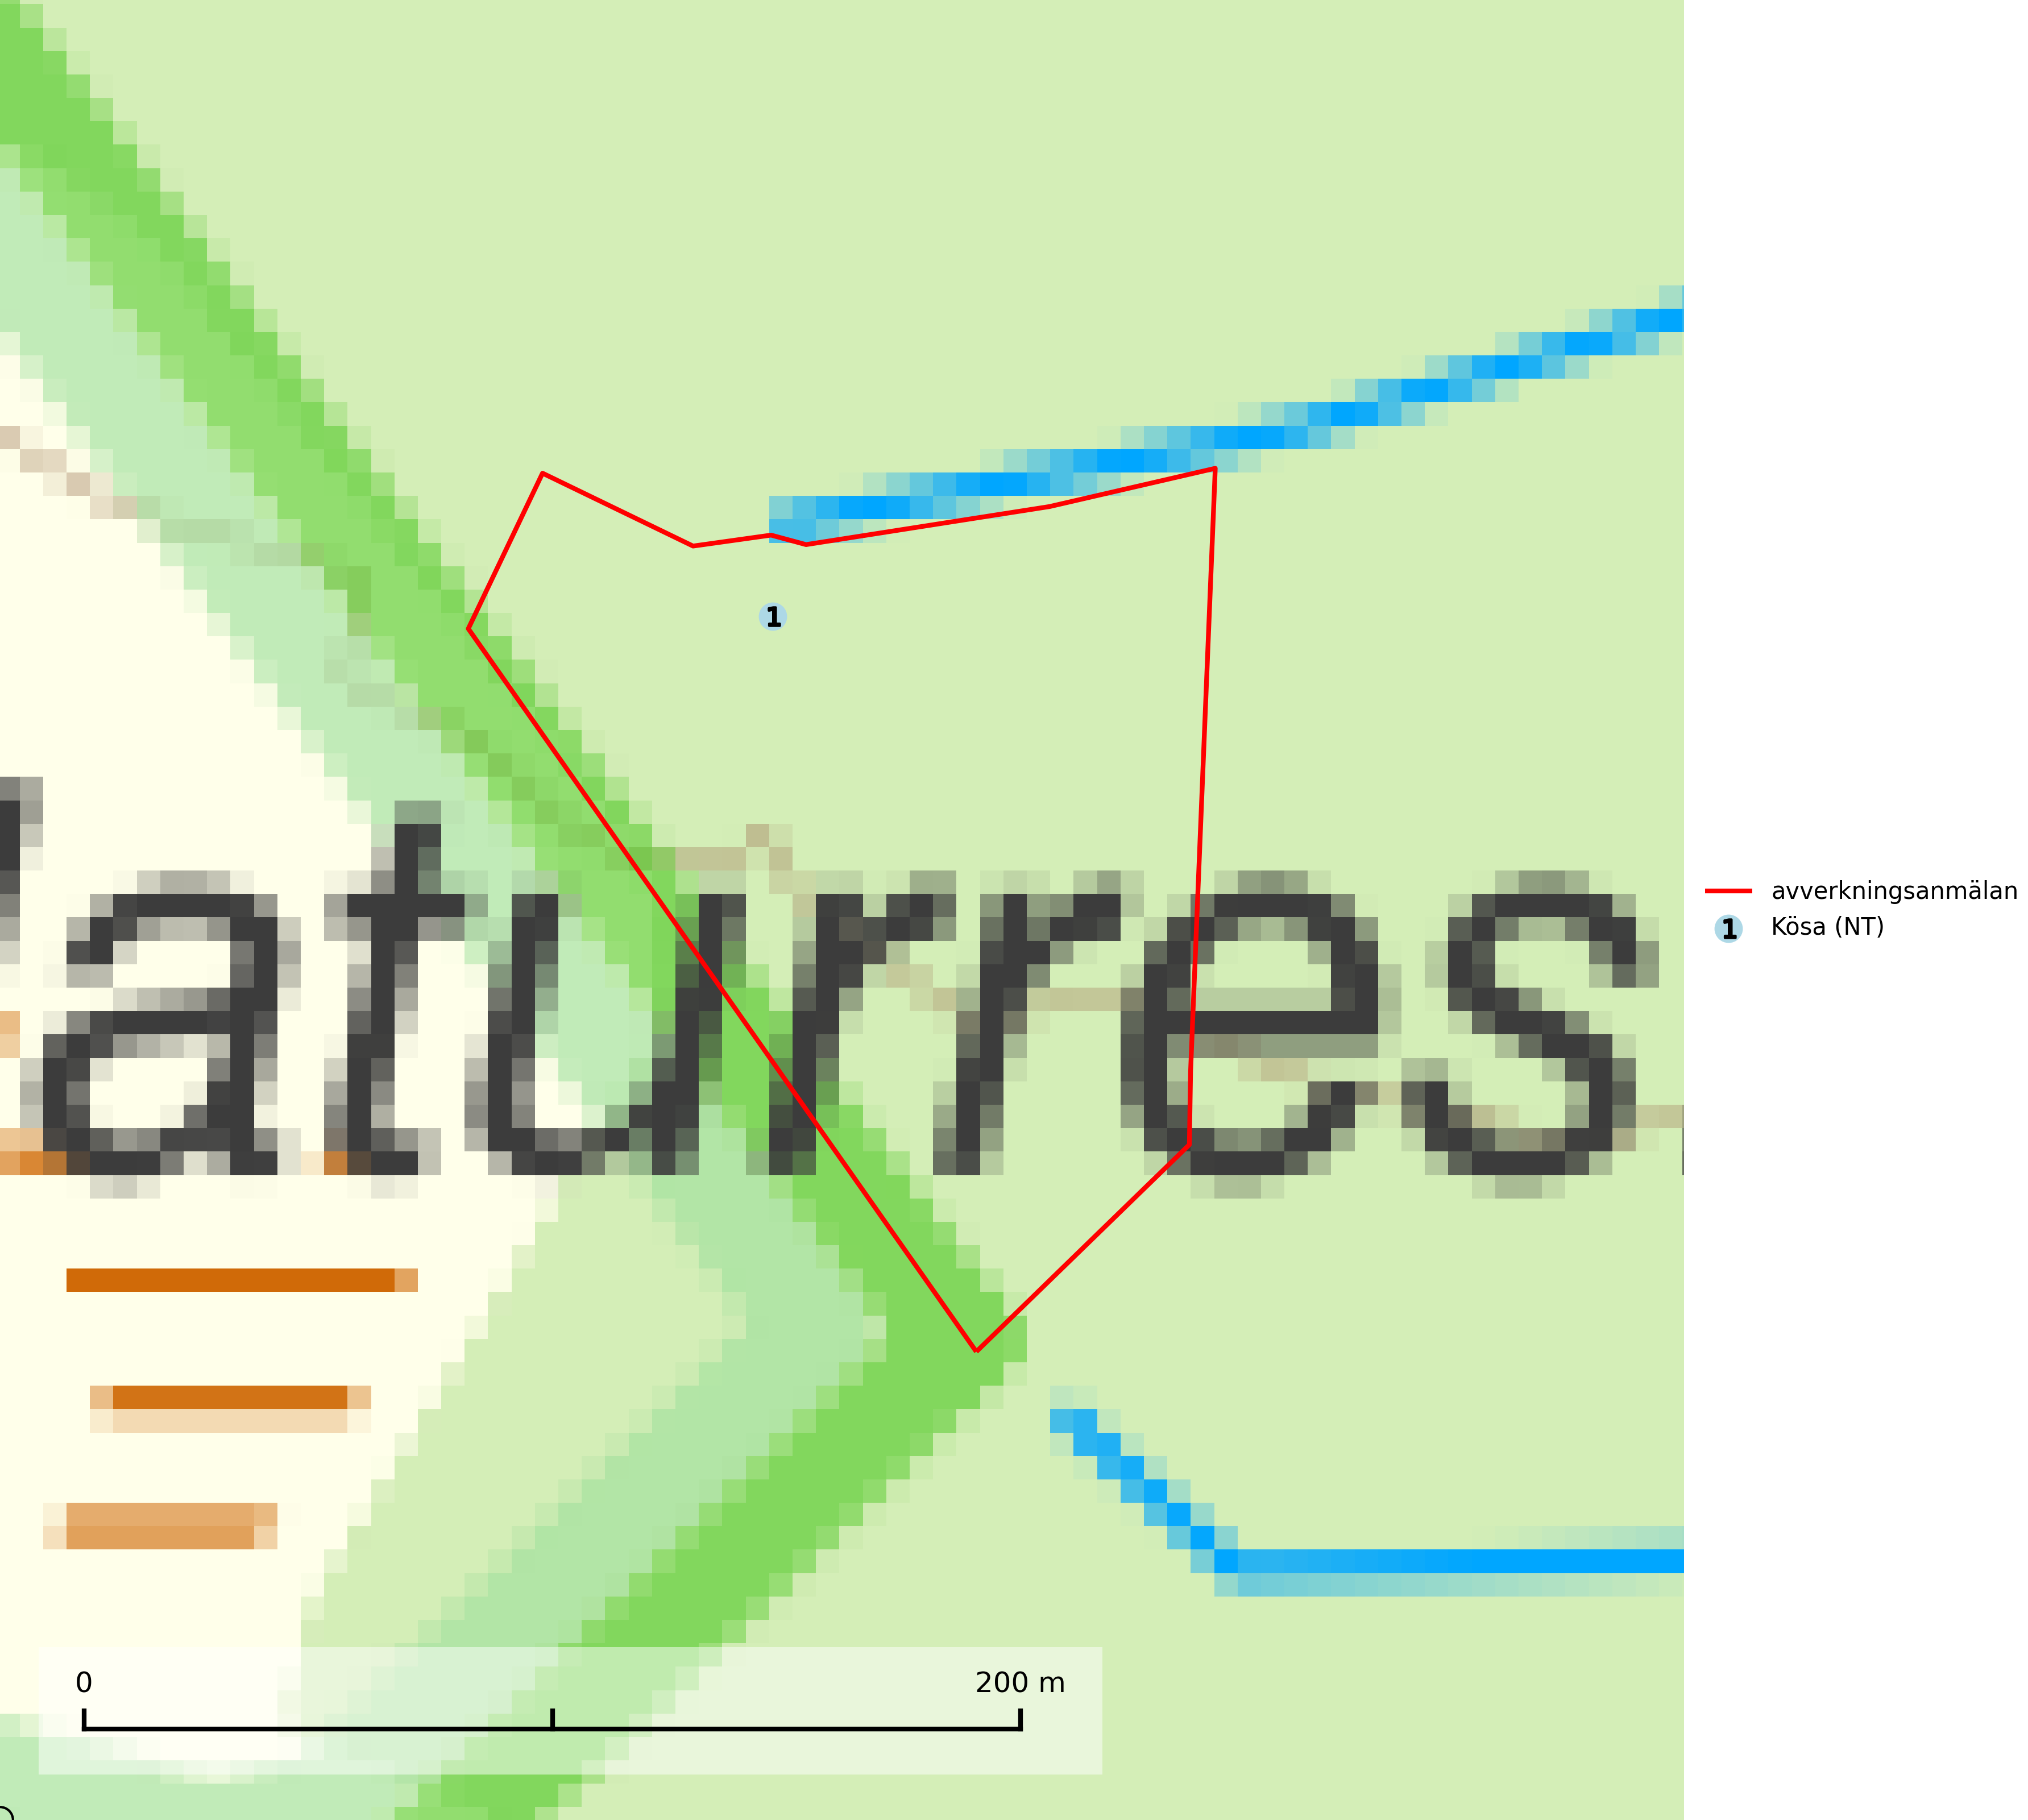 aturres
avverkningsanmälan
1 Kösa (NT)
1
0 200 m